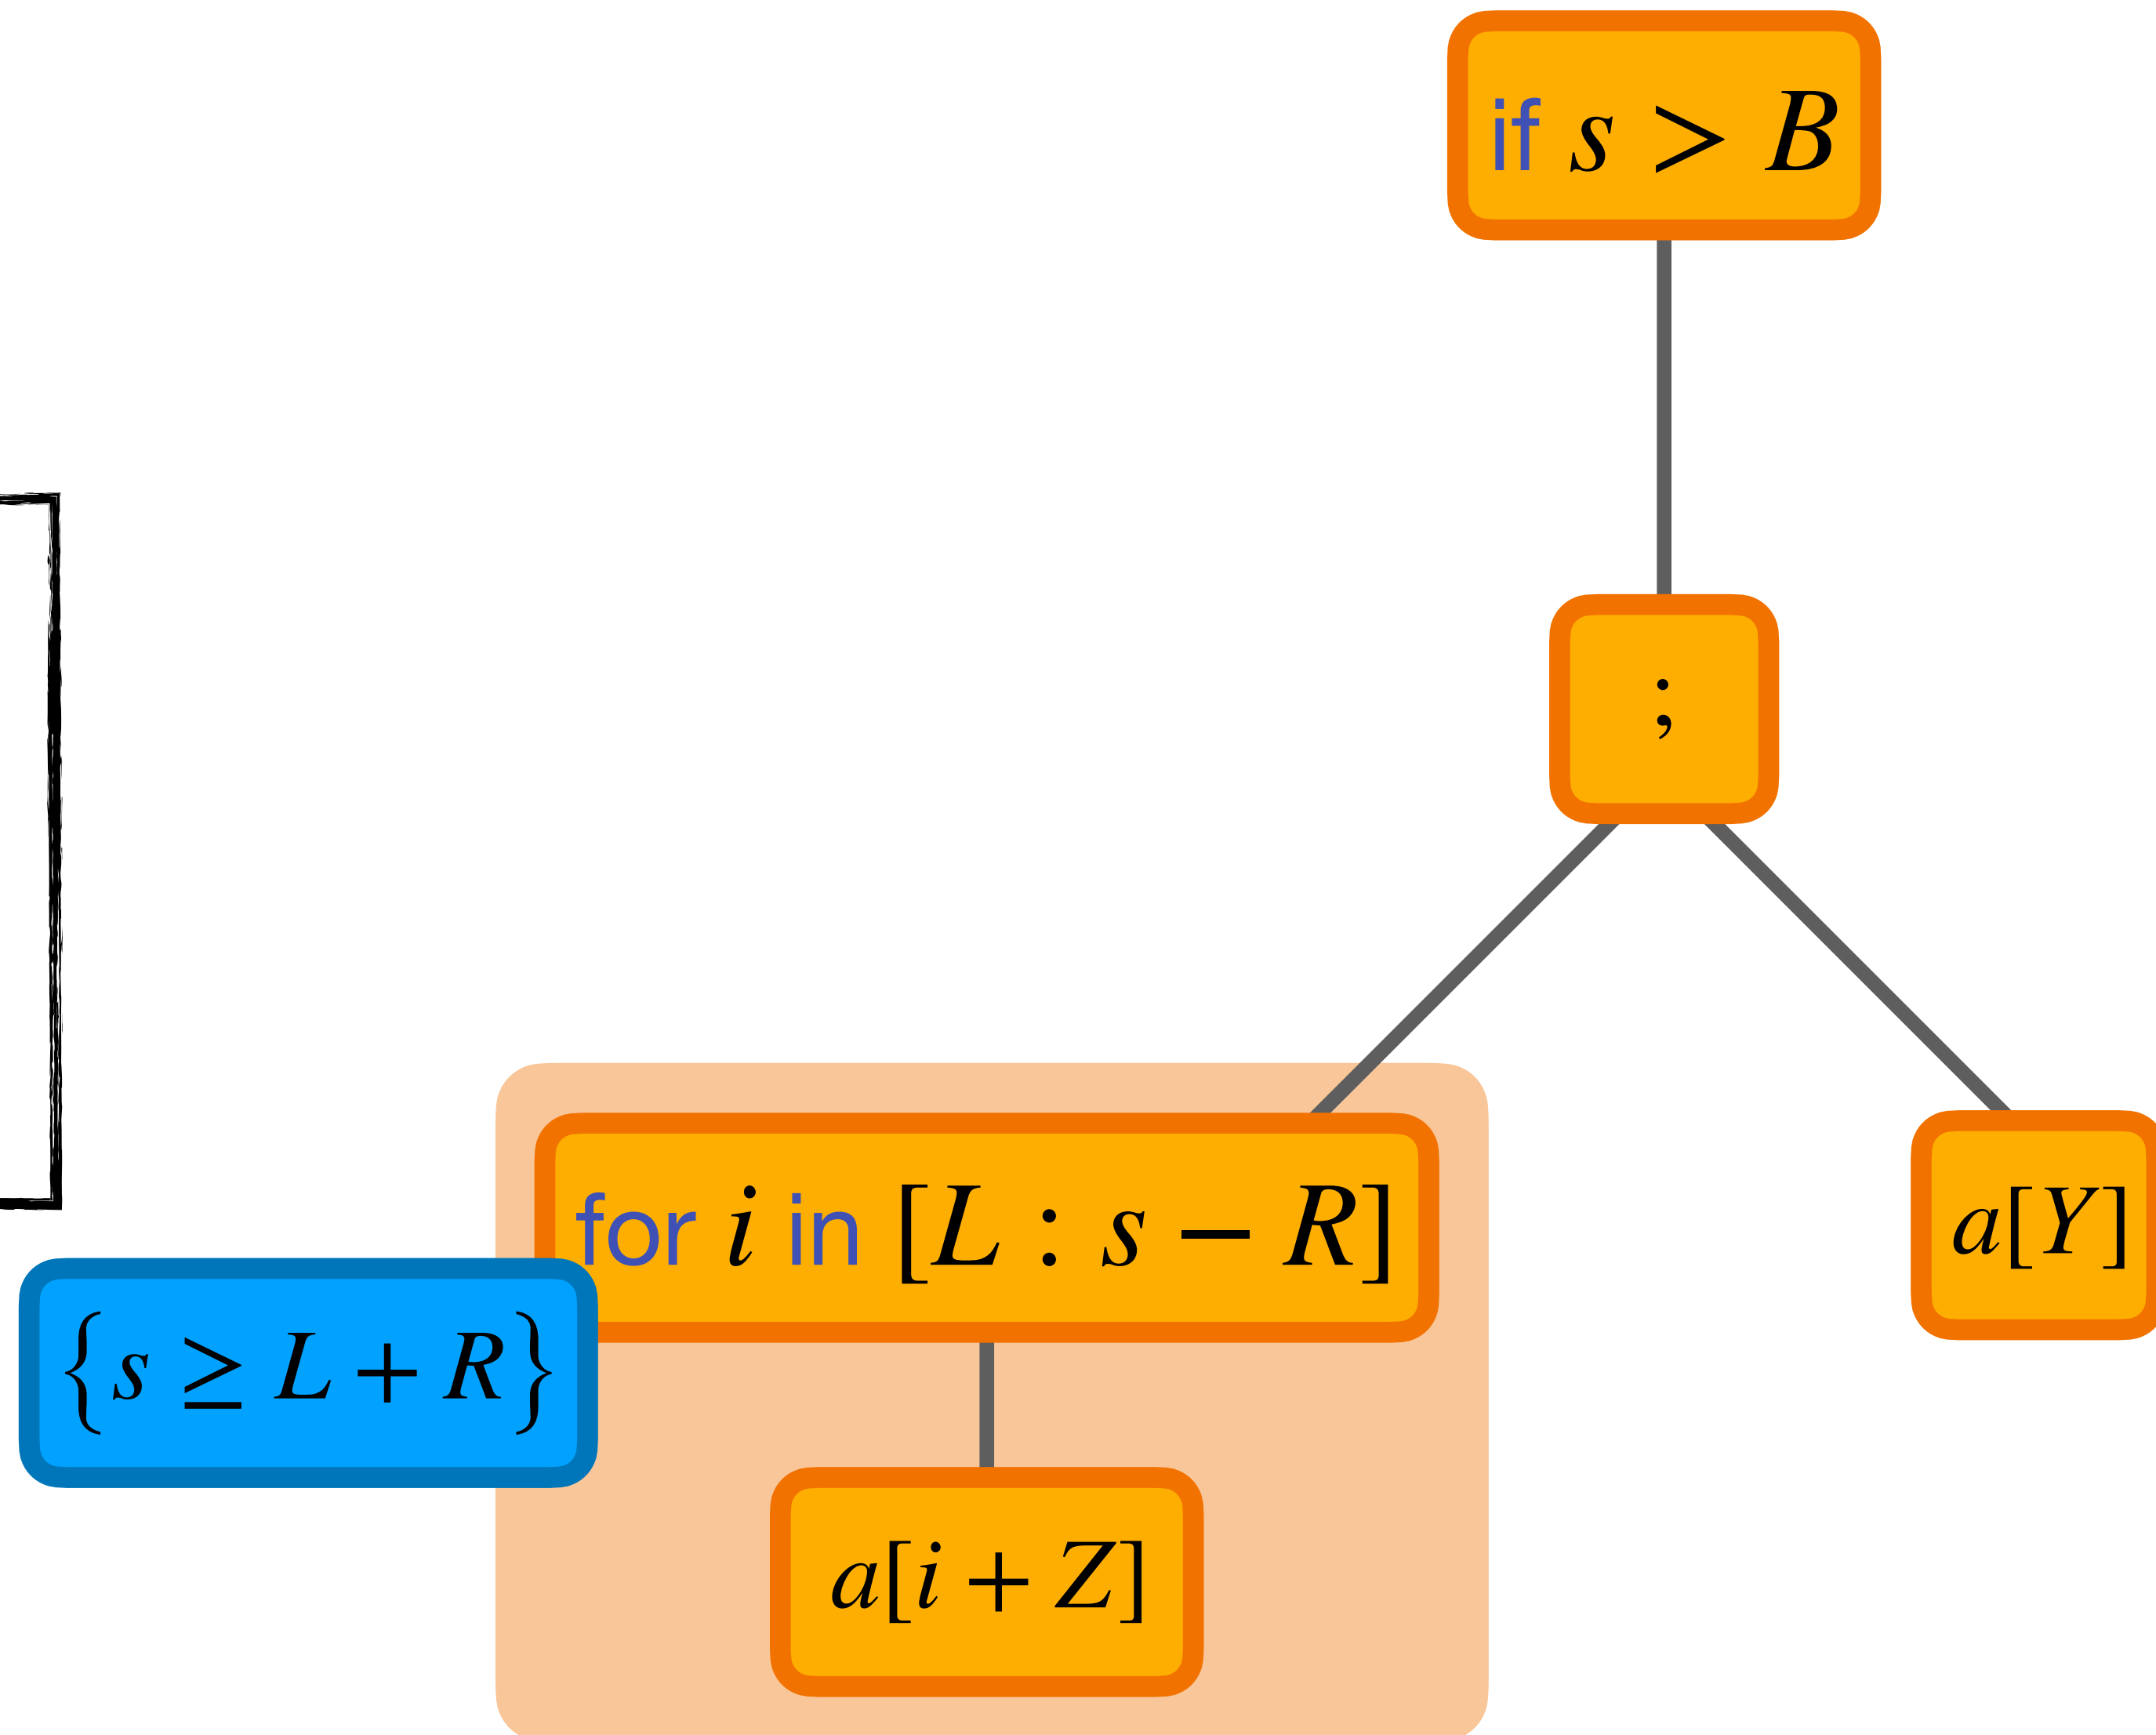 if s > B
;
for i in [L : s − R]
a[Y]
{s ≥ L + R}
a[i + Z]